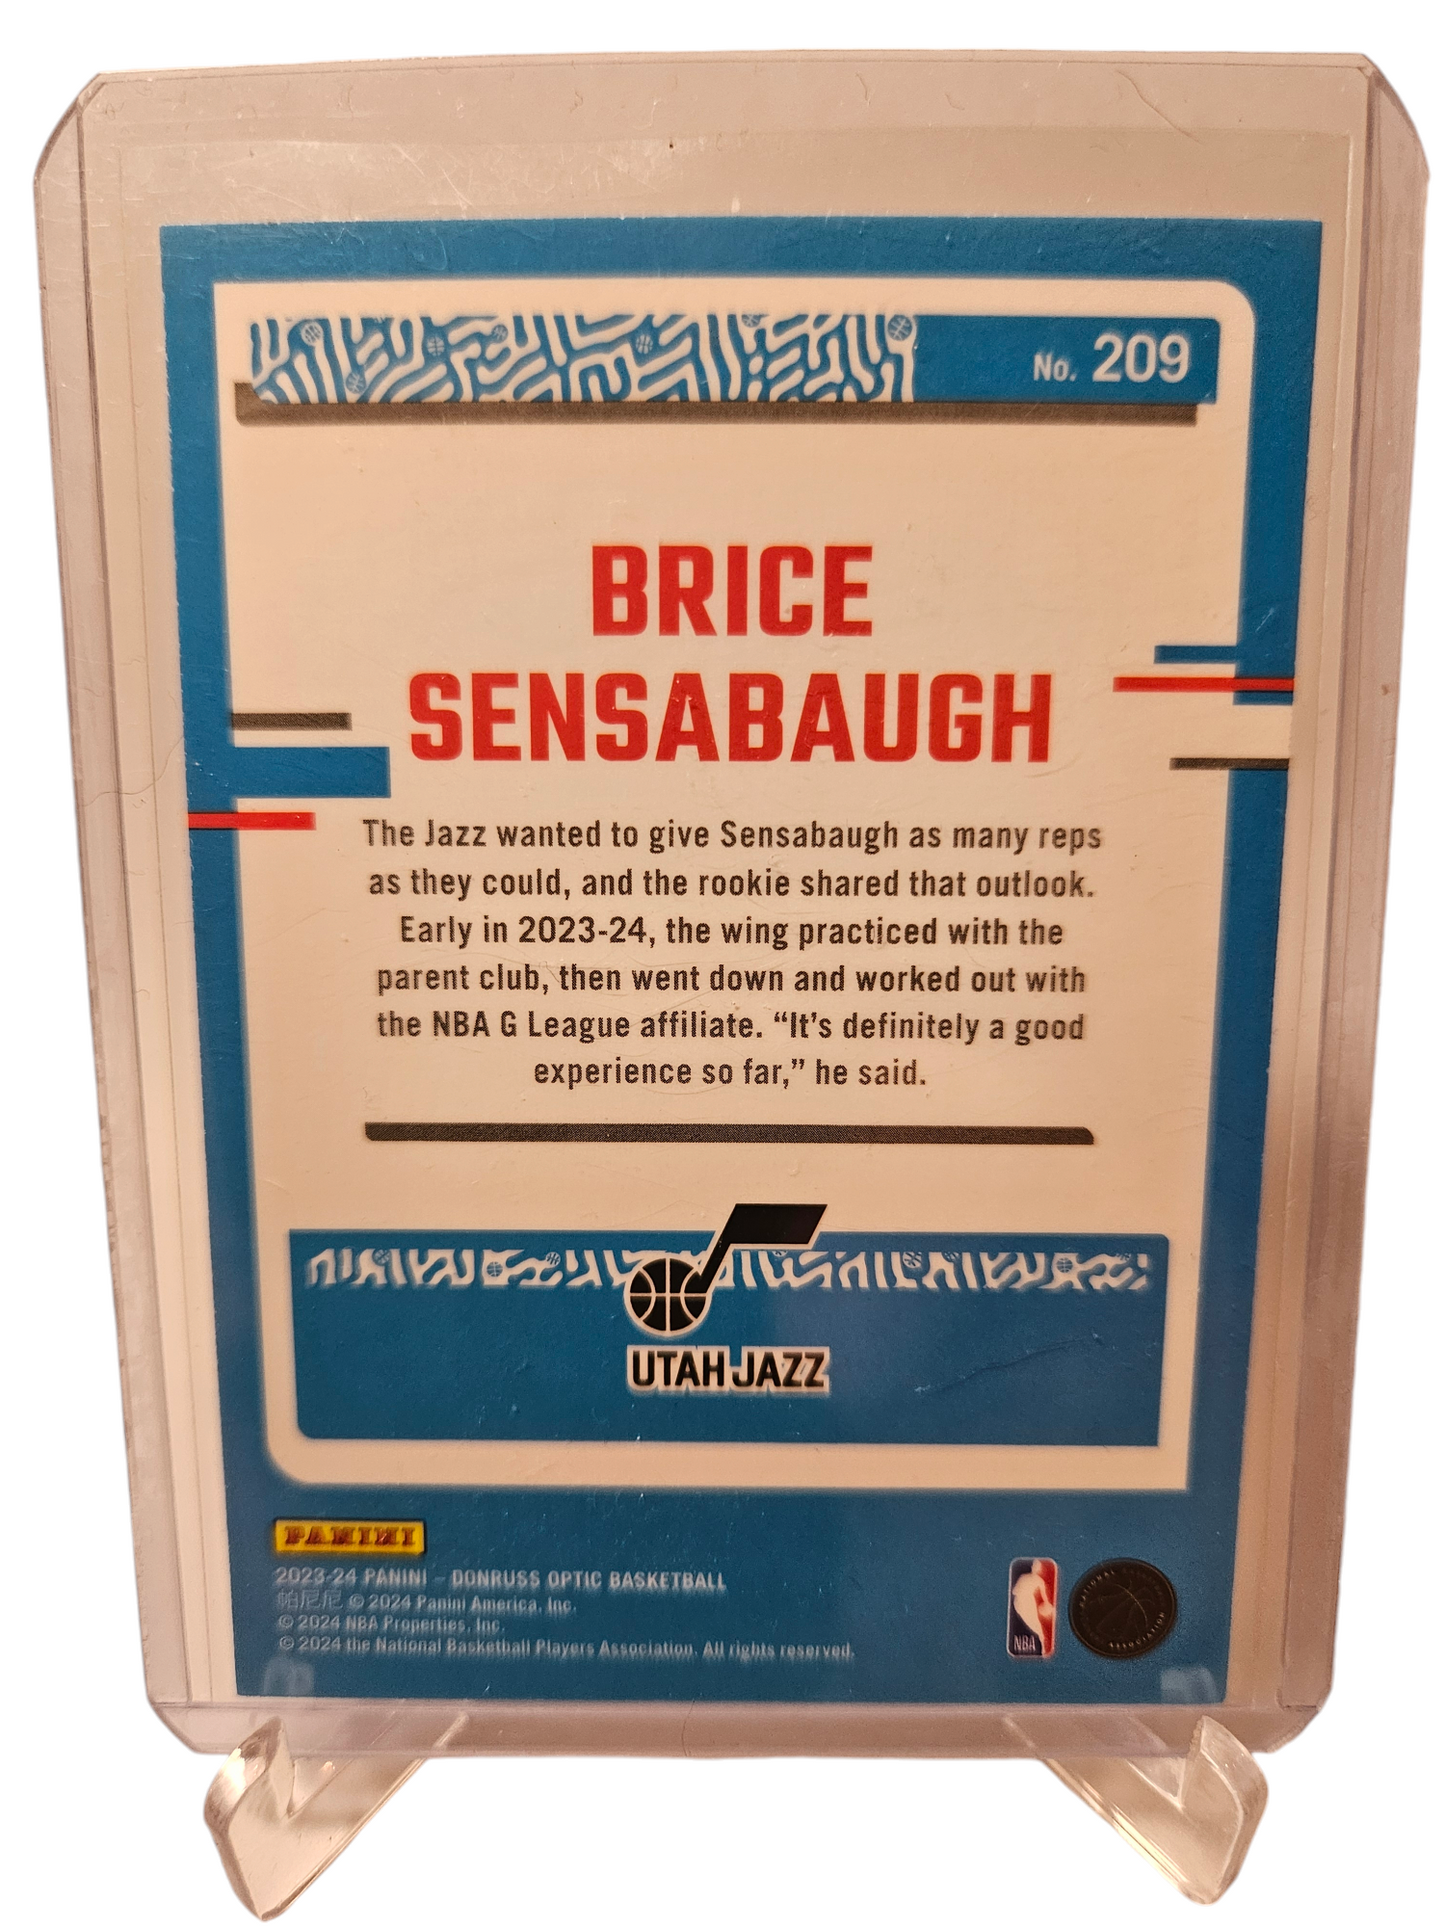 No. 209
BRICE
SENSABAUGH
The Jazz wanted to give Sensabaugh as many reps
as they could, and the rookie shared that outlook.
Early in 2023-24, the wing practiced with the
parent club, then went down and worked out with
the NBA G League affiliate. “It’s definitely a good
experience so far,” he said.
UTAH JAZZ
PANINI
2023-24 PANINI – DONRUSS OPTIC BASKETBALL
帕尼尼 © 2024 Panini America, Inc.
© 2024 NBA Properties, Inc.
© 2024 the National Basketball Players Association. All rights reserved.
NBA
NATIONAL BASKETBALL
ASSOCIATION